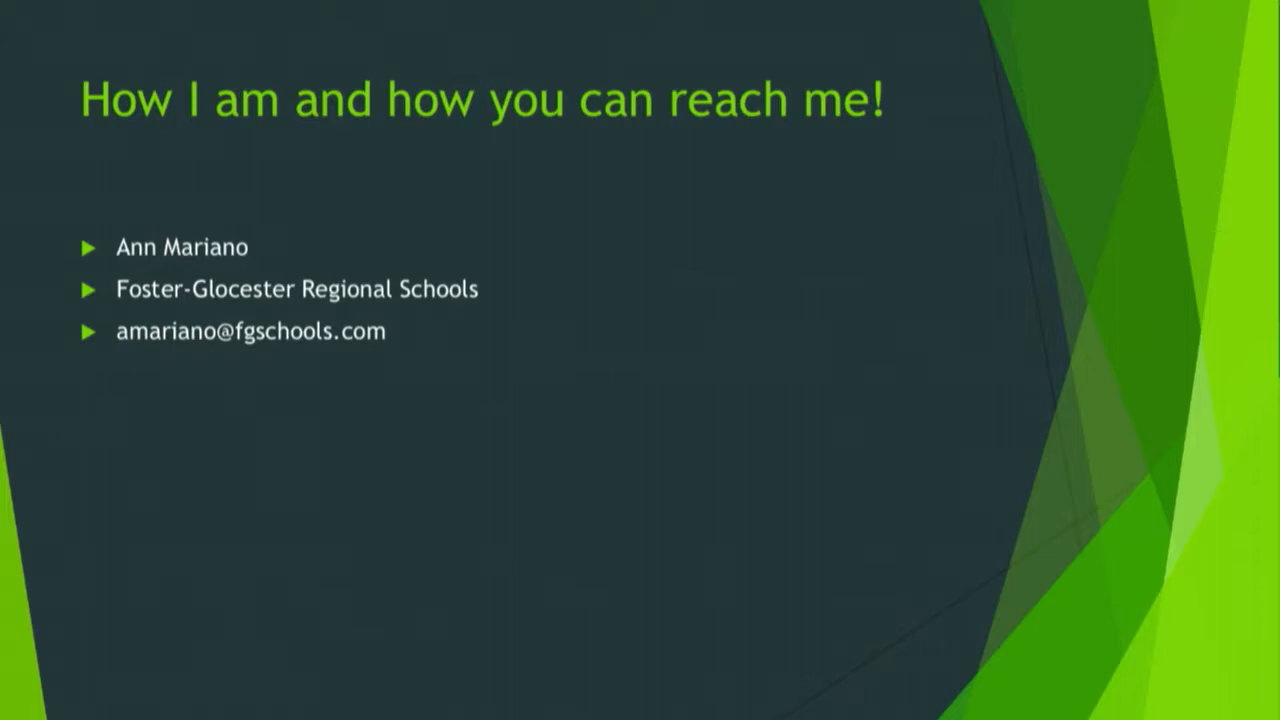 How I am and how you can reach me!
Ann Mariano
Foster-Glocester Regional Schools
amariano@fgschools.com